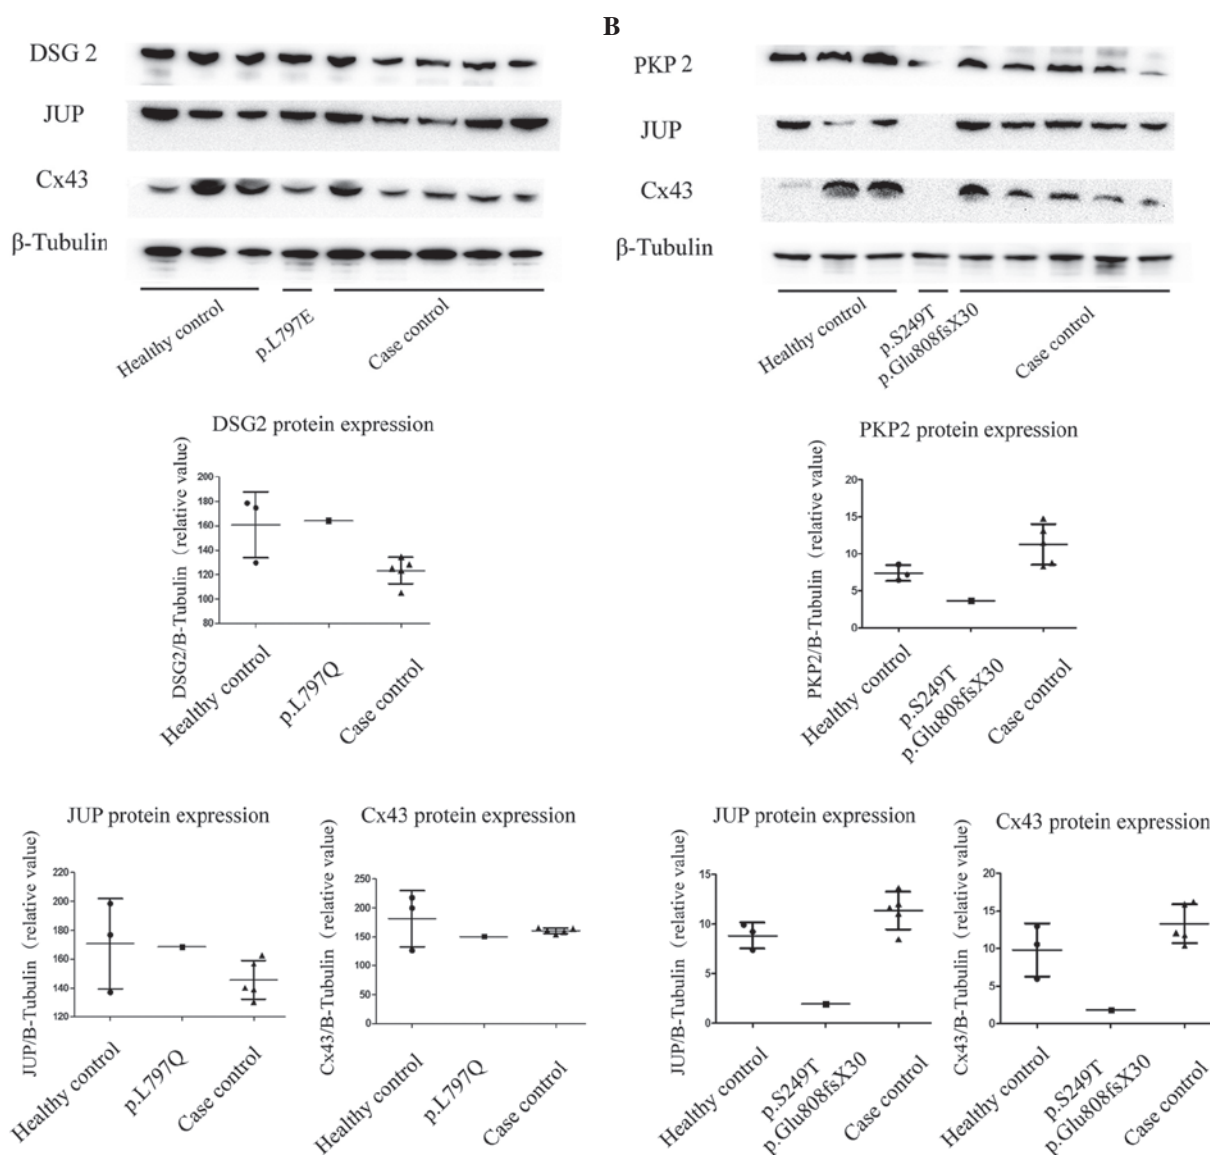 B
DSG 2
JUP
Cx43
β-Tubulin
Healthy control
p.L797E
Case control
PKP 2
JUP
Cx43
β-Tubulin
Healthy control
p.S249T
p.Glu808fsX30
Case control
DSG2 protein expression
DSG2/B-Tubulin (relative value)
200
180
160
140
120
100
80
Healthy control
p.L797Q
Case control
PKP2 protein expression
PKP2/B-Tubulin (relative value)
20
15
10
5
0
Healthy control
p.S249T
p.Glu808fsX30
Case control
JUP protein expression
JUP/B-Tubulin (relative value)
220
200
180
160
140
120
Healthy control
p.L797Q
Case control
Cx43 protein expression
Cx43/B-Tubulin (relative value)
250
200
150
100
50
0
Healthy control
p.L797Q
Case control
JUP protein expression
JUP/B-Tubulin (relative value)
15
10
5
0
Healthy control
p.S249T
p.Glu808fsX30
Case control
Cx43 protein expression
Cx43/B-Tubulin (relative value)
20
15
10
5
0
Healthy control
p.S249T
p.Glu808fsX30
Case control